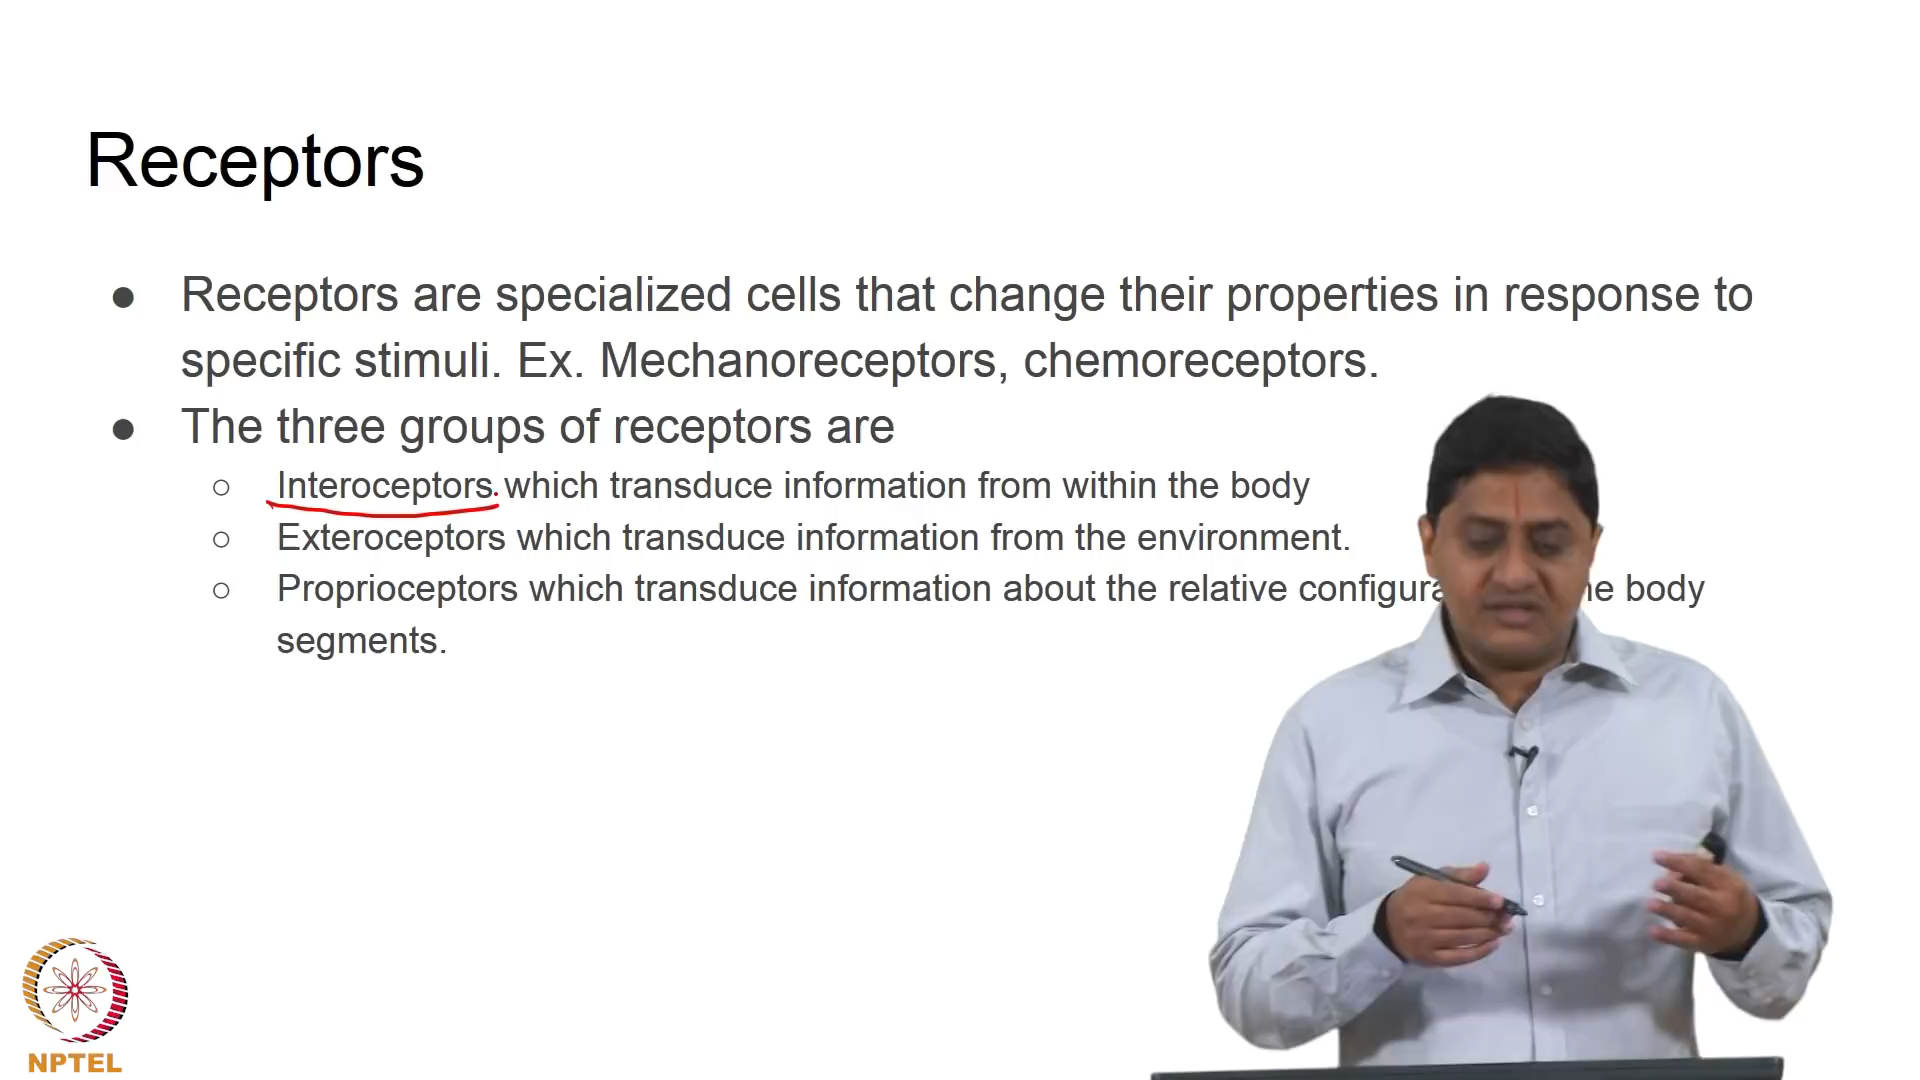 Receptors
● Receptors are specialized cells that change their properties in response to
specific stimuli. Ex. Mechanoreceptors, chemoreceptors.
● The three groups of receptors are
○ Interoceptors which transduce information from within the body
○ Exteroceptors which transduce information from the environment.
○ Proprioceptors which transduce information about the relative body
segments.
NPTEL